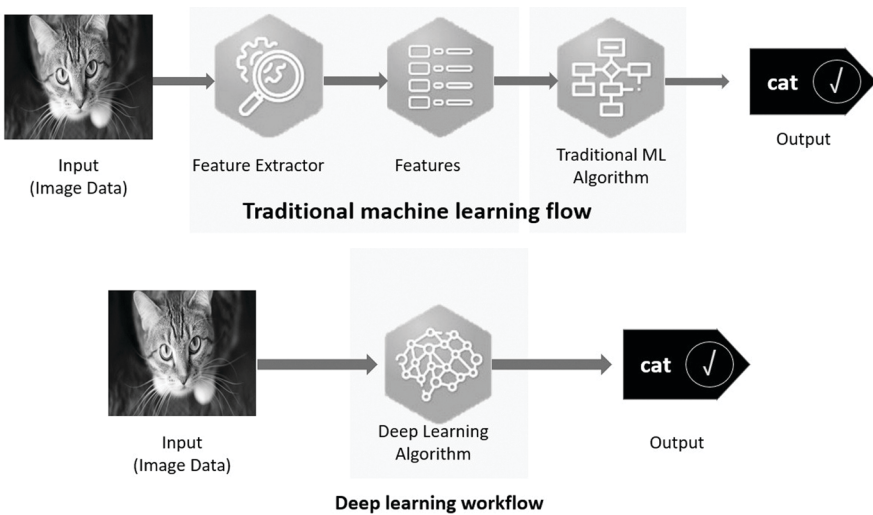 cat √
Output
Input
(Image Data)
Feature Extractor
Features
Traditional ML
Algorithm
Traditional machine learning flow
cat √
Input
(Image Data)
Deep Learning
Algorithm
Output
Deep learning workflow